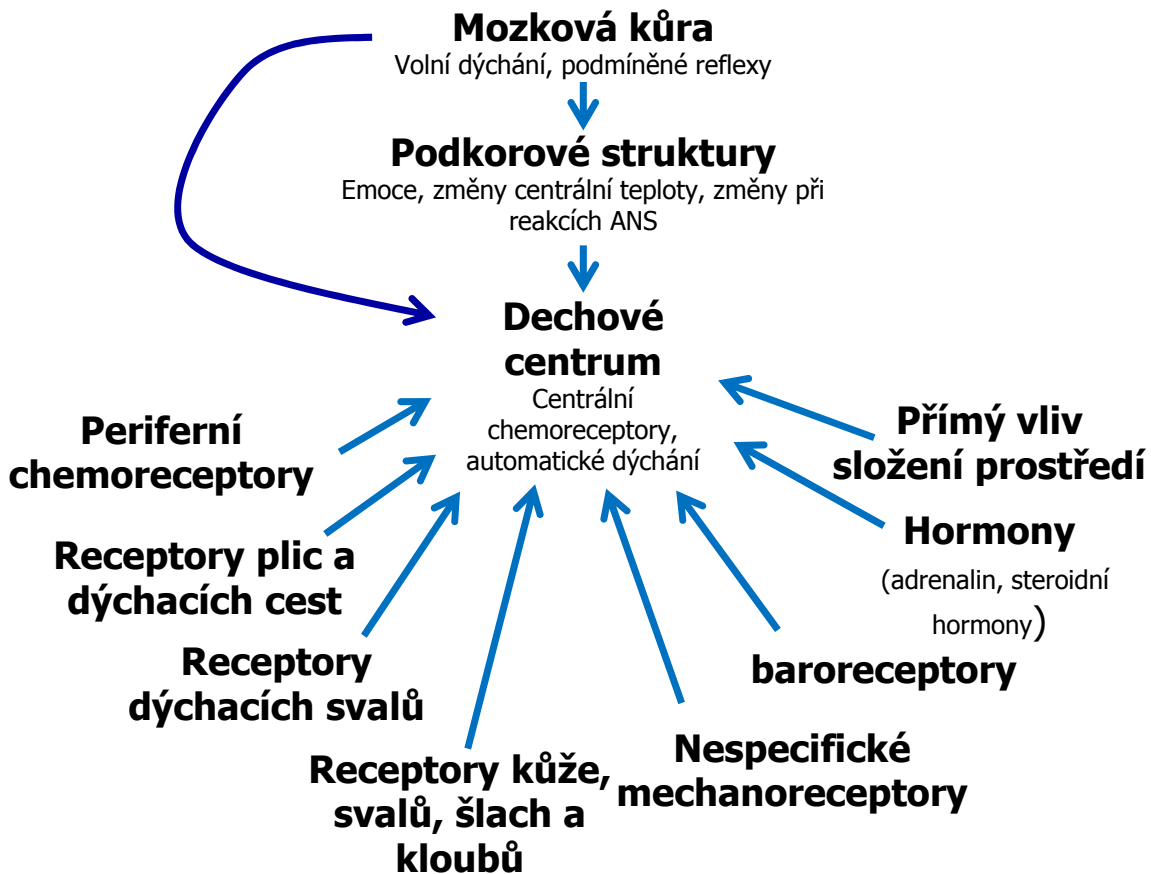 Mozková kůra
Volní dýchání, podmíněné reflexy
Podkorové struktury
Emoce, změny centrální teploty, změny při
reakcích ANS
Dechové
centrum
Centrální
chemoreceptory,
automatické dýchání
Periferní
chemoreceptory
Receptory plic a
dýchacích cest
Receptory
dýchacích svalů
Receptory kůže,
svalů, šlach a
kloubů
Nespecifické
mechanoreceptory
baroreceptory
Hormony
(adrenalin, steroidní
hormony)
Přímý vliv
složení prostředí